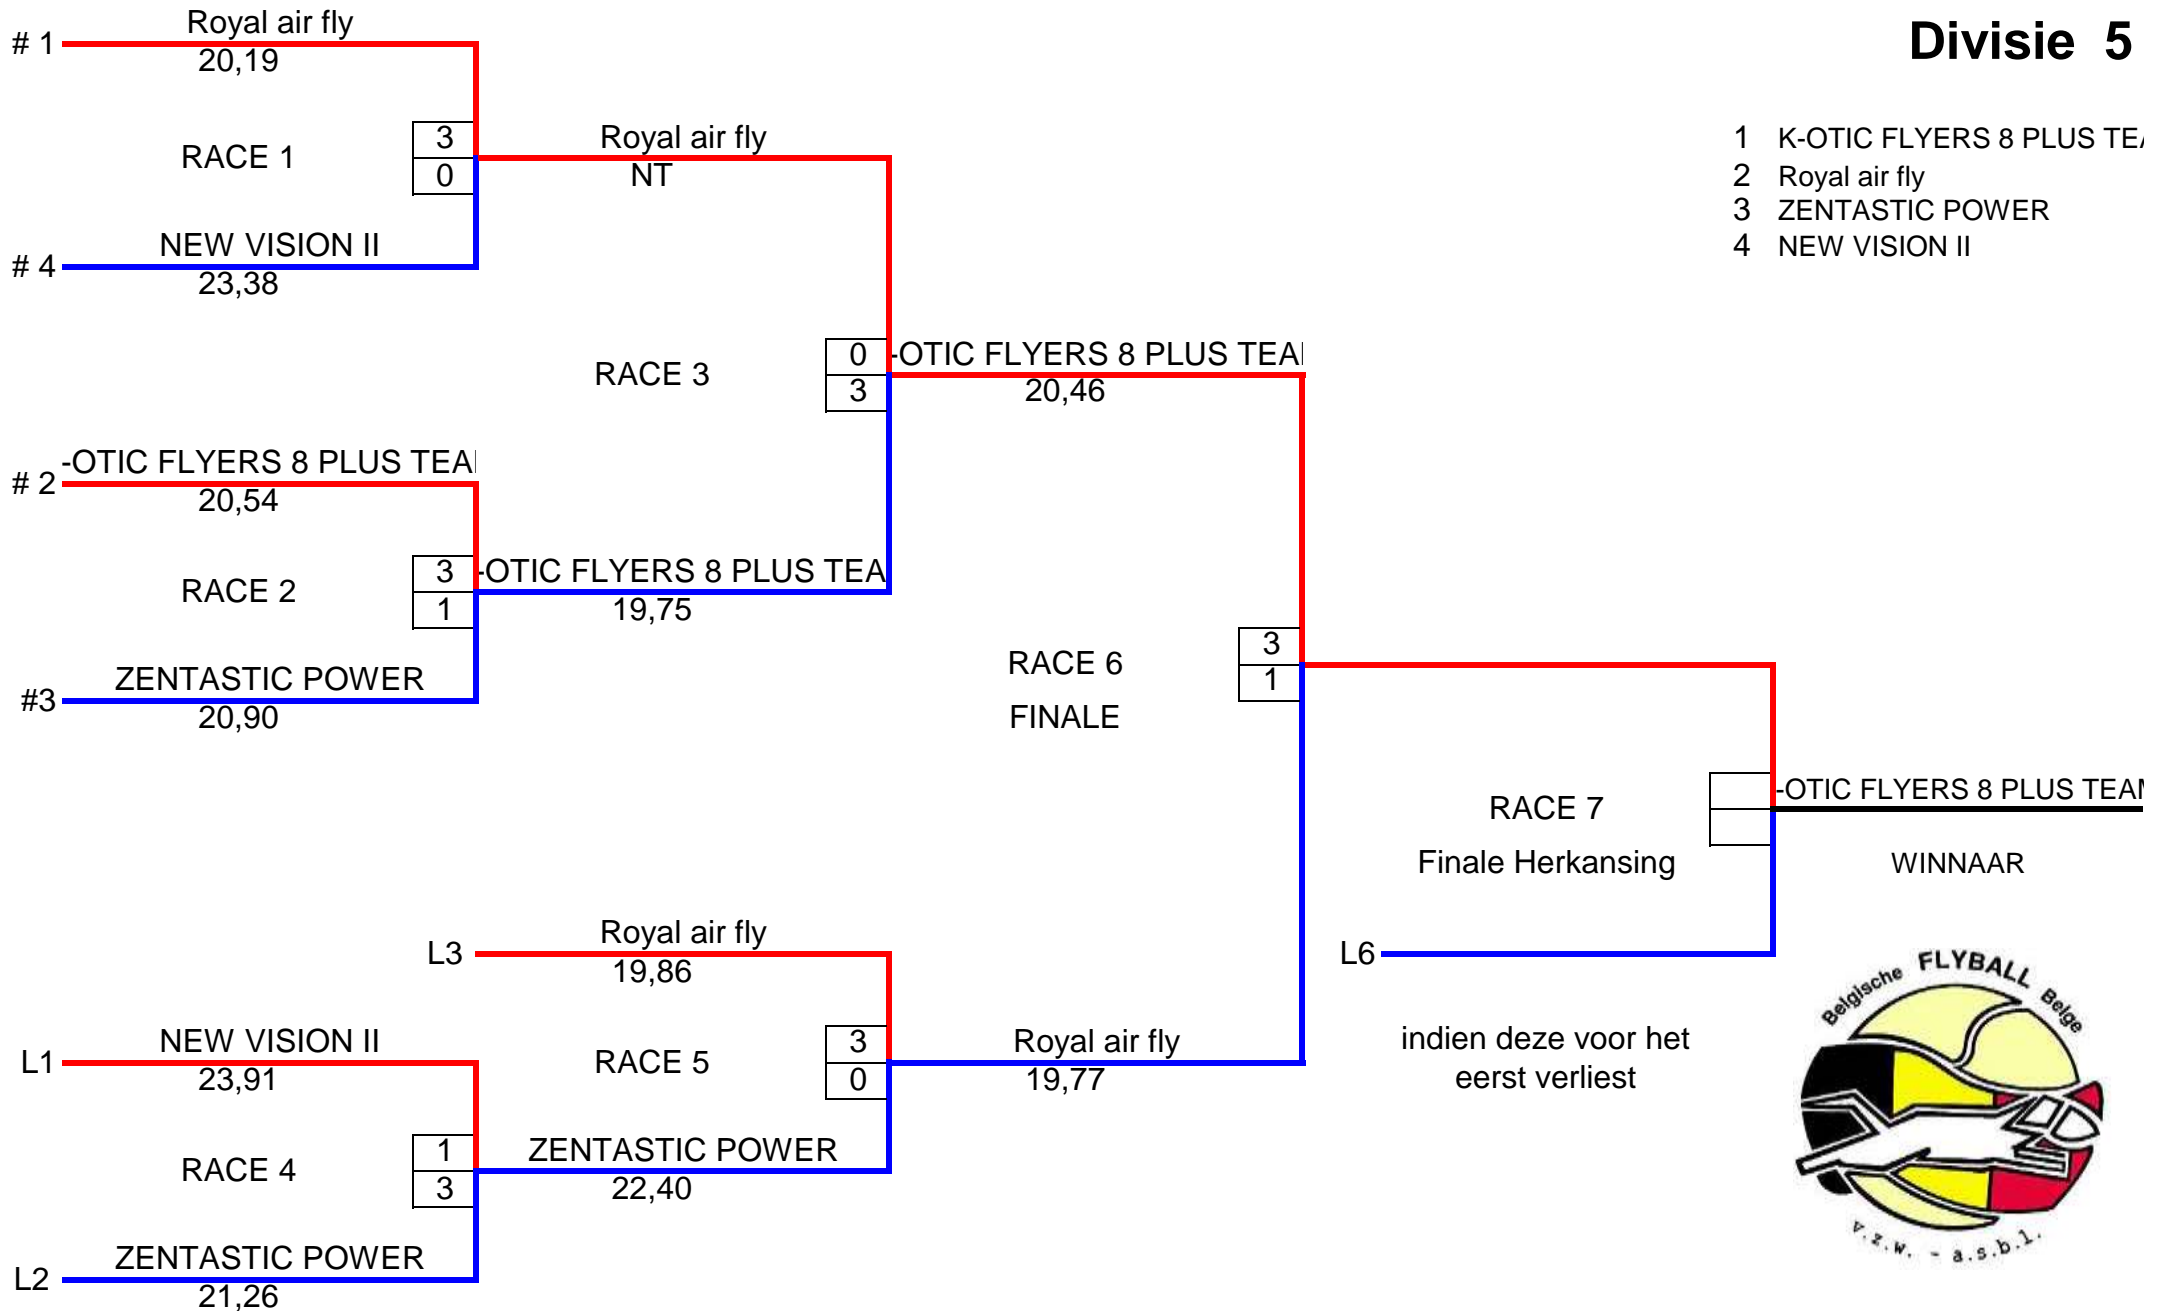 Divisie 5
1 K-OTIC FLYERS 8 PLUS TEA
2 Royal air fly
3 ZENTASTIC POWER
4 NEW VISION II
# 1 Royal air fly
20,19
RACE 1
3
0
# 4 NEW VISION II
23,38
Royal air fly
NT
RACE 3
0
3
# 2 -OTIC FLYERS 8 PLUS TEA
20,54
RACE 2
3
1
#3 ZENTASTIC POWER
20,90
-OTIC FLYERS 8 PLUS TEA
19,75
-OTIC FLYERS 8 PLUS TEA
20,46
RACE 6
FINALE
3
1
RACE 7
Finale Herkansing
-OTIC FLYERS 8 PLUS TEAM
WINNAAR
L6
indien deze voor het
eerst verliest
L3 Royal air fly
19,86
RACE 5
3
0
Royal air fly
19,77
L1 NEW VISION II
23,91
RACE 4
1
3
ZENTASTIC POWER
22,40
L2 ZENTASTIC POWER
21,26
Belgische FLYBALL Belge
v.z.w. - a.s.b.l.